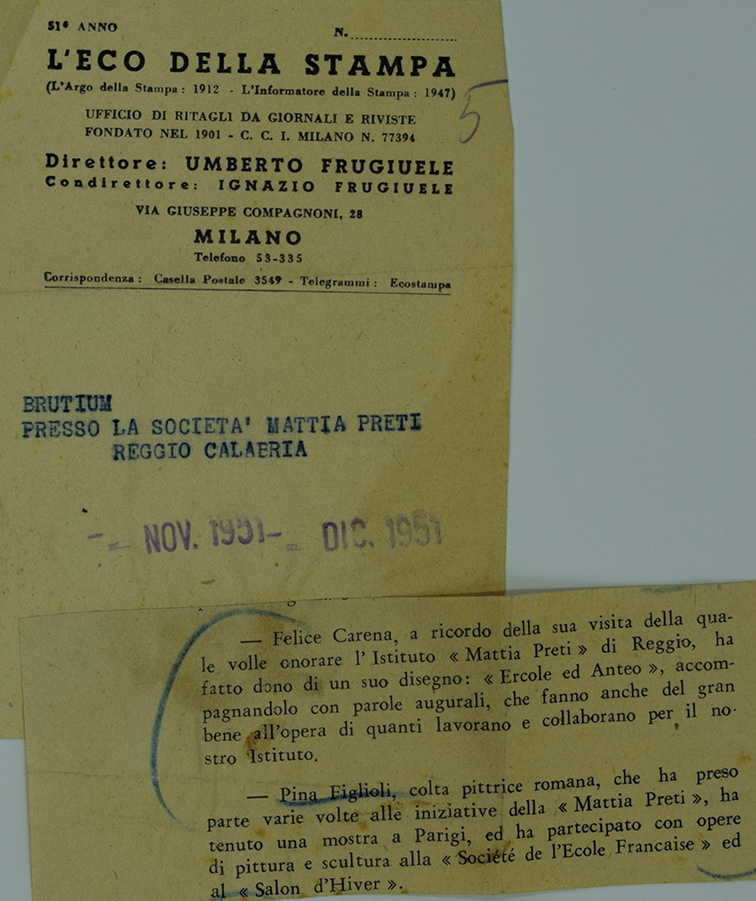 51° ANNO
N.
L'ECO DELLA STAMPA
(L'Argo della Stampa: 1912 - L'Informatore della Stampa: 1947)
5
UFFICIO DI RITAGLI DA GIORNALI E RIVISTE
FONDATO NEL 1901 - C. C. I. MILANO N. 77394
Direttore: UMBERTO FRUGIUELE
Condirettore: IGNAZIO FRUGIUELE
VIA GIUSEPPE COMPAGNONI, 28
MILANO
Telefono 53-335
Corrispondenza: Casella Postale 3549 - Telegrammi: Ecostampa
BRUTIUM
PRESSO LA SOCIETA' MATTIA PRETI
REGGIO CALABRIA
-- NOV. 1951-- DIC. 1951
— Felice Carena, a ricordo della sua visita della qua-
le volle onorare l'Istituto « Mattia Preti » di Reggio, ha
fatto dono di un suo disegno: « Ercole ed Anteo », accom-
pagnandolo con parole augurali, che fanno anche del gran
bene all'opera di quanti lavorano e collaborano per il no-
stro Istituto.
— Pina Figlioli, colta pittrice romana, che ha preso
parte varie volte alle iniziative della « Mattia Preti », ha
tenuto una mostra a Parigi, ed ha partecipato con opere
di pittura e scultura alla « Société de l'Ecole Francaise » ed
al « Salon d'Hiver ».